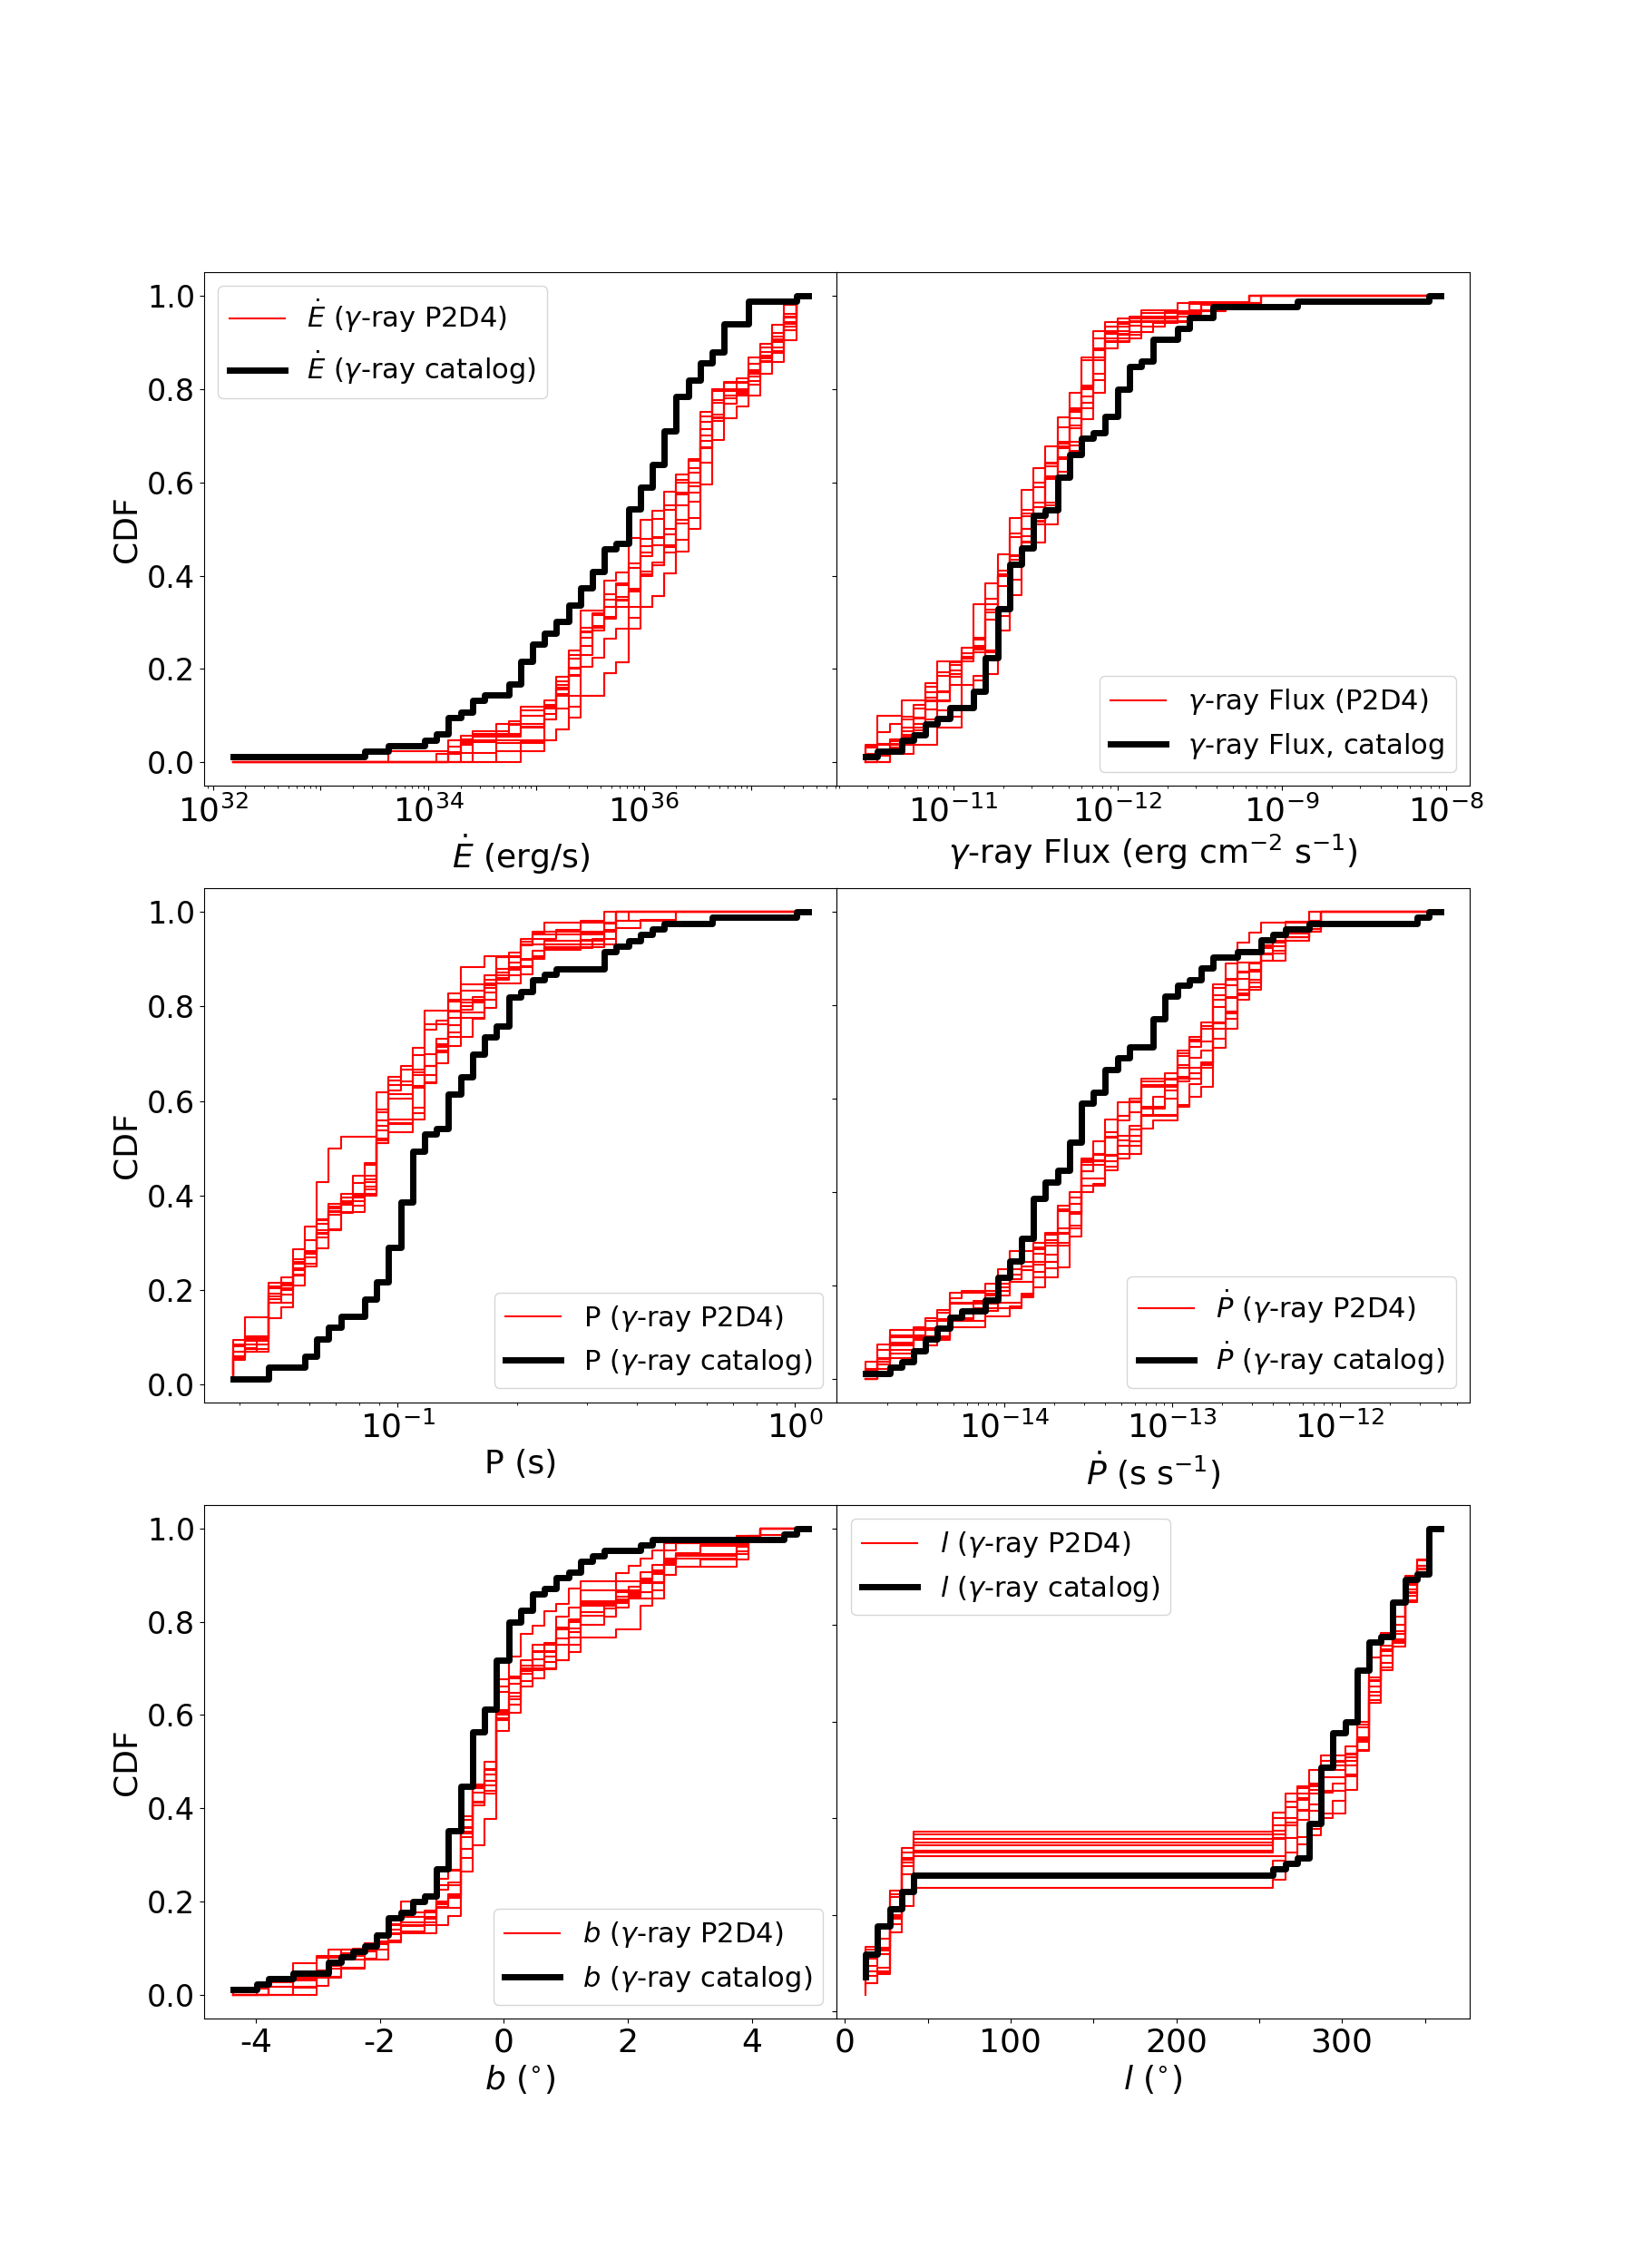 Ė (γ-ray P2D4)
Ė (γ-ray catalog)
CDF
1.0
0.8
0.6
0.4
0.2
0.0
10³² 10³⁴ 10³⁶
Ė (erg/s)
γ-ray Flux (P2D4)
γ-ray Flux, catalog
10⁻¹¹ 10⁻¹² 10⁻⁹ 10⁻⁸
γ-ray Flux (erg cm⁻² s⁻¹)
CDF
1.0
0.8
0.6
0.4
0.2
0.0
P (γ-ray P2D4)
P (γ-ray catalog)
10⁻¹ 10⁰
P (s)
Ṗ (γ-ray P2D4)
Ṗ (γ-ray catalog)
10⁻¹⁴ 10⁻¹³ 10⁻¹²
Ṗ (s s⁻¹)
CDF
1.0
0.8
0.6
0.4
0.2
0.0
b (γ-ray P2D4)
b (γ-ray catalog)
-4 -2 0 2 4
b (°)
l (γ-ray P2D4)
l (γ-ray catalog)
0 100 200 300
l (°)